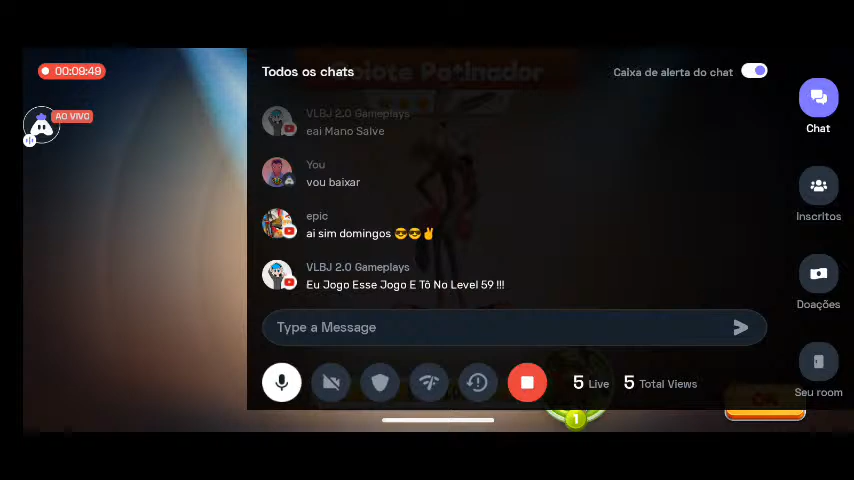 00:09:49
AO VIVO
Todos os chats
Caixa de alerta do chat
Coiote Patinador
VLBJ 2.0 Gameplays
eai Mano Salve
You
vou baixar
epic
ai sim domingos 😎😎✌
VLBJ 2.0 Gameplays
Eu Jogo Esse Jogo E Tô No Level 59 !!!
Type a Message
5 Live 5 Total Views
Chat
Inscritos
Doações
Seu room
1